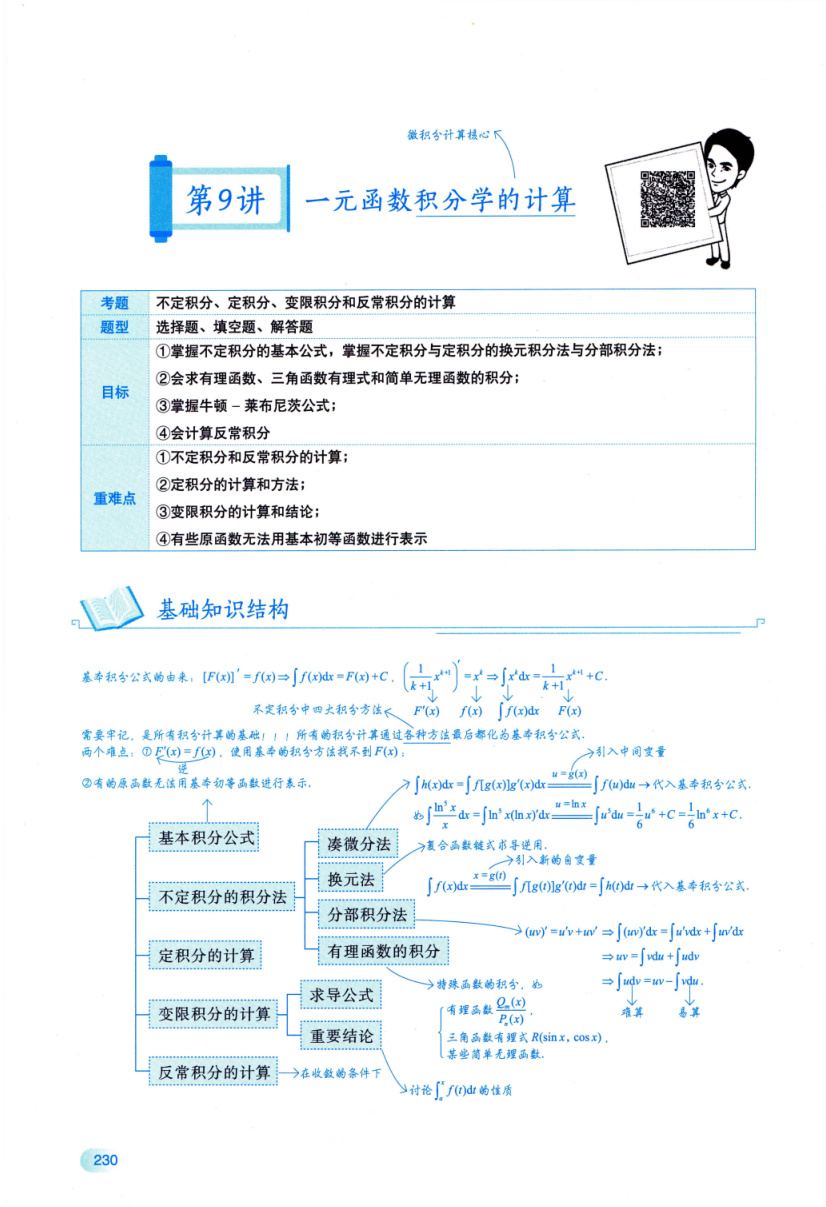 微积分计算核心
第9讲 一元函数积分学的计算
考题 不定积分、定积分、变限积分和反常积分的计算
题型 选择题、填空题、解答题
目标
①掌握不定积分的基本公式，掌握不定积分与定积分的换元积分法与分部积分法；
②会求有理函数、三角函数有理式和简单无理函数的积分；
③掌握牛顿－莱布尼茨公式；
④会计算反常积分
重难点
①不定积分和反常积分的计算；
②定积分的计算和方法；
③变限积分的计算和结论；
④有些原函数无法用基本初等函数进行表示
基础知识结构
基本积分公式的由来，[F(x)]′=f(x)⇒∫f(x)dx=F(x)+C，(1/(k+1) x^{k+1})′=x^k⇒∫x^k dx=1/(k+1) x^{k+1}+C．
不定积分中四大积分方法 F′(x) f(x) ∫f(x)dx F(x)
需要牢记，是所有积分计算的基础！！！所有的积分计算通过各种方法最后都化为基本积分公式．
两个难点：①F′(x)=f(x)，使用基本的积分方法找不到F(x)；
逆
引入中间变量
②有的原函数无法用基本初等函数进行表示．
∫h(x)dx=∫f[g(x)]g′(x)dx u=g(x) ∫f(u)du→代入基本积分公式．
如∫(ln⁵x/x)dx=∫ln⁵x(ln x)′dx u=ln x ∫u⁵du=1/6 u⁶+C=1/6 ln⁶x+C．
基本积分公式
凑微分法
复合函数链式求导逆用．
引入新的自变量
换元法
∫f(x)dx x=g(t) ∫f[g(t)]g′(t)dt=∫h(t)dt→代入基本积分公式．
不定积分的积分法
分部积分法
(uv)′=u′v+uv′⇒∫(uv)′dx=∫u′vdx+∫uv′dx
定积分的计算
有理函数的积分
⇒uv=∫vdu+∫udv
⇒∫udv=uv-∫vdu．
难算 易算
特殊函数的积分，如
有理函数 Qₘ(x)/Pₙ(x)．
三角函数有理式 R(sin x，cos x)，
某些简单无理函数．
变限积分的计算
求导公式
重要结论
反常积分的计算
在收敛的条件下
讨论∫ₐˣ f(t)dt的性质
230